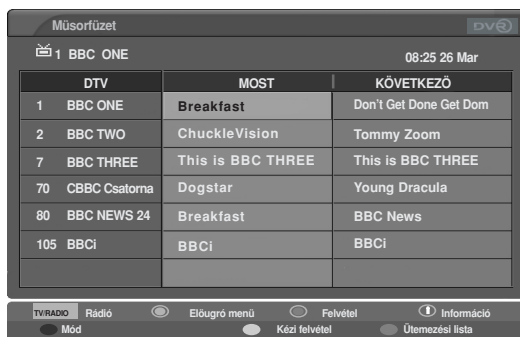 Műsorfüzet DVR
1 BBC ONE 08:25 26 Mar
DTV MOST KÖVETKEZÖ
1 BBC ONE Breakfast Don't Get Done Get Dom
2 BBC TWO ChuckleVision Tommy Zoom
7 BBC THREE This is BBC THREE This is BBC THREE
70 CBBC Csatorna Dogstar Young Dracula
80 BBC NEWS 24 Breakfast BBC News
105 BBCi BBCi BBCi
TV/RADIO Rádió Elöugró menü Felvétel Információ
Mód Kézi felvétel Ütemezési lista